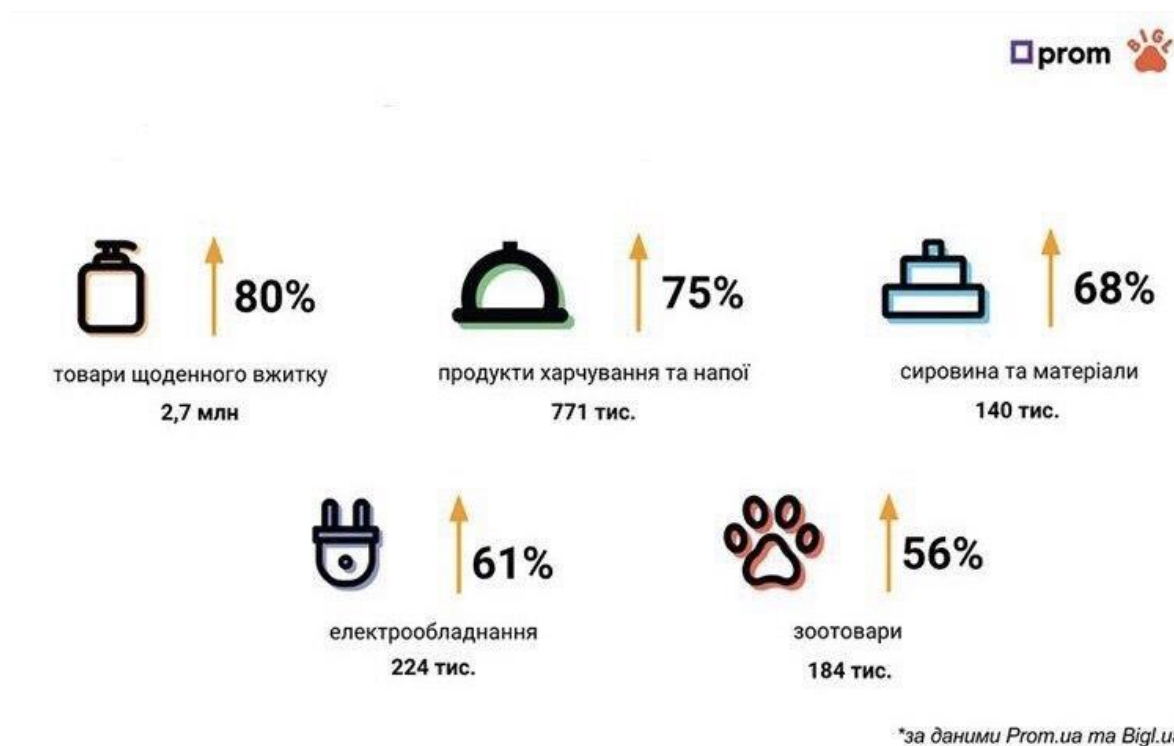 prom BIGL
80%
товари щоденного вжитку
2,7 млн
75%
продукти харчування та напої
771 тис.
68%
сировина та матеріали
140 тис.
61%
електрообладнання
224 тис.
56%
зоотовари
184 тис.
*за даними Prom.ua та Bigl.ua